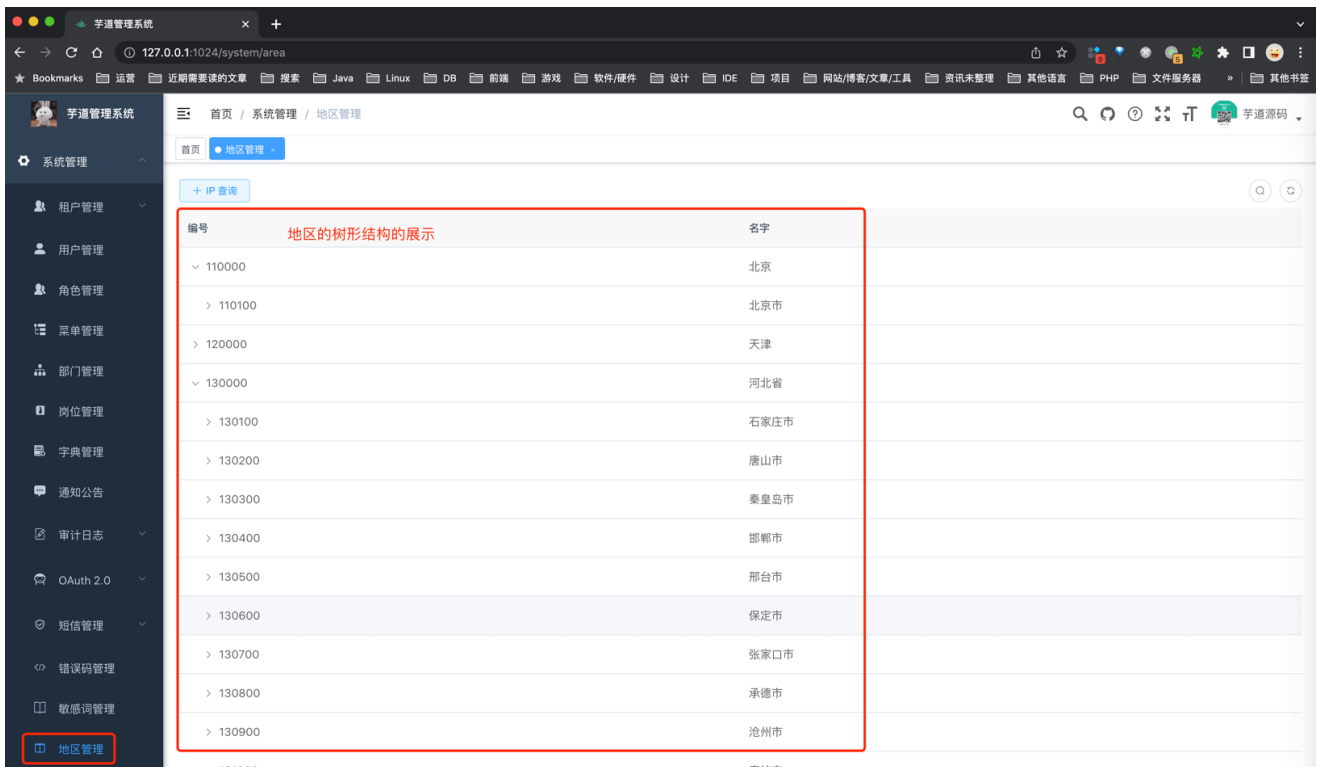 芋道管理系统
127.0.0.1:1024/system/area
9
6
Bookmarks 运营 近期需要读的文章 搜索 Java Linux DB 前端 游戏 软件/硬件 设计 IDE 项目 网站/博客/文章/工具 资讯未整理 其他语言 PHP 文件服务器 » 其他书签
芋道管理系统
首页 / 系统管理 / 地区管理
芋道源码
首页 地区管理 ×
系统管理
租户管理
用户管理
角色管理
菜单管理
部门管理
岗位管理
字典管理
通知公告
审计日志
OAuth 2.0
短信管理
错误码管理
敏感词管理
地区管理
+ IP 查询
编号 名字
地区的树形结构的展示
110000 北京
110100 北京市
120000 天津
130000 河北省
130100 石家庄市
130200 唐山市
130300 秦皇岛市
130400 邯郸市
130500 邢台市
130600 保定市
130700 张家口市
130800 承德市
130900 沧州市